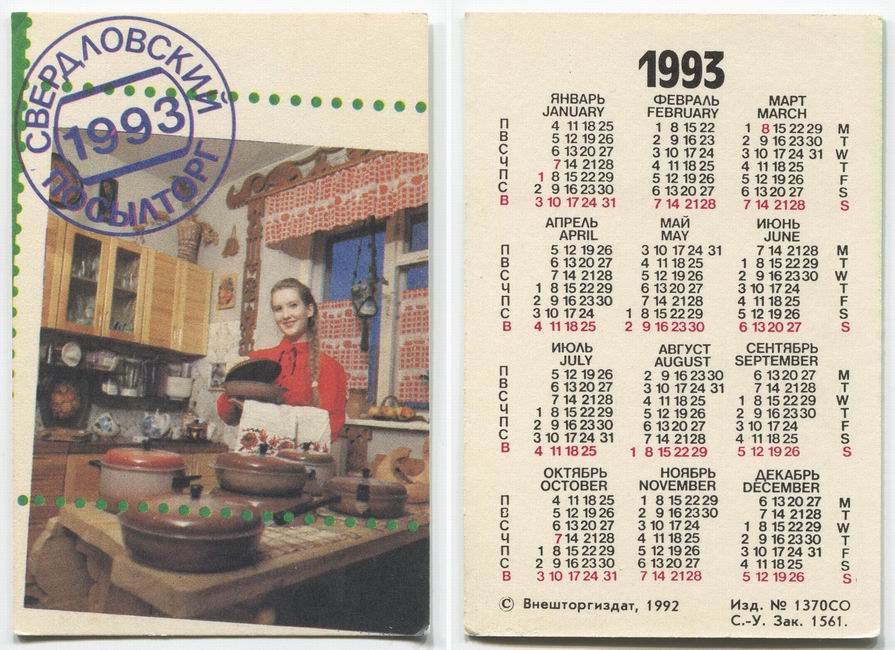 СВЕРДЛОВСКИЙ
1993
ПОСЫЛТОРГ
1993
ЯНВАРЬ ФЕВРАЛЬ МАРТ
JANUARY FEBRUARY MARCH
П 4 11 18 25 1 8 15 22 1 8 15 22 29 M
В 5 12 19 26 2 9 16 23 2 9 16 23 30 T
С 6 13 20 27 3 10 17 24 3 10 17 24 31 W
Ч 7 14 21 28 4 11 18 25 4 11 18 25 T
П 1 8 15 22 29 5 12 19 26 5 12 19 26 F
С 2 9 16 23 30 6 13 20 27 6 13 20 27 S
В 3 10 17 24 31 7 14 21 28 7 14 21 28 S
АПРЕЛЬ МАЙ ИЮНЬ
APRIL MAY JUNE
П 5 12 19 26 3 10 17 24 31 7 14 21 28 M
В 6 13 20 27 4 11 18 25 1 8 15 22 29 T
С 7 14 21 28 5 12 19 26 2 9 16 23 30 W
Ч 1 8 15 22 29 6 13 20 27 3 10 17 24 T
П 2 9 16 23 30 7 14 21 28 4 11 18 25 F
С 3 10 17 24 1 8 15 22 29 5 12 19 26 S
В 4 11 18 25 2 9 16 23 30 6 13 20 27 S
ИЮЛЬ АВГУСТ СЕНТЯБРЬ
JULY AUGUST SEPTEMBER
П 5 12 19 26 2 9 16 23 30 6 13 20 27 M
В 6 13 20 27 3 10 17 24 31 7 14 21 28 T
С 7 14 21 28 4 11 18 25 1 8 15 22 29 W
Ч 1 8 15 22 29 5 12 19 26 2 9 16 23 30 T
П 2 9 16 23 30 6 13 20 27 3 10 17 24 F
С 3 10 17 24 31 7 14 21 28 4 11 18 25 S
В 4 11 18 25 1 8 15 22 29 5 12 19 26 S
ОКТЯБРЬ НОЯБРЬ ДЕКАБРЬ
OCTOBER NOVEMBER DECEMBER
П 4 11 18 25 1 8 15 22 29 6 13 20 27 M
В 5 12 19 26 2 9 16 23 30 7 14 21 28 T
С 6 13 20 27 3 10 17 24 1 8 15 22 29 W
Ч 7 14 21 28 4 11 18 25 2 9 16 23 30 T
П 1 8 15 22 29 5 12 19 26 3 10 17 24 31 F
С 2 9 16 23 30 6 13 20 27 4 11 18 25 S
В 3 10 17 24 31 7 14 21 28 5 12 19 26 S
© Внешторгиздат, 1992 Изд. № 1370СО
С.-У. Зак. 1561.